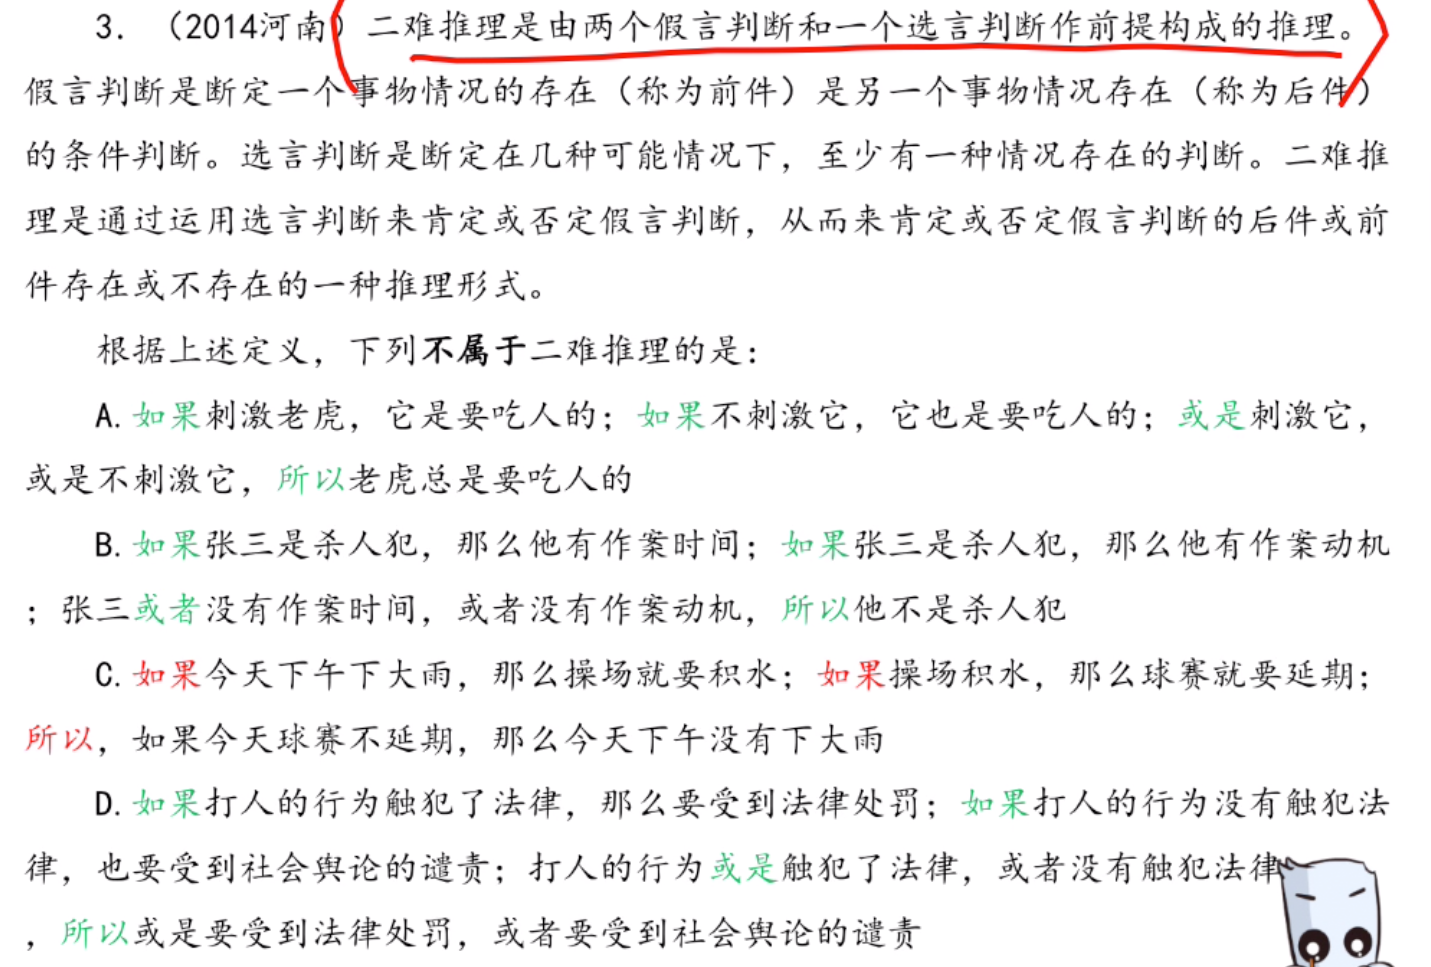 3. （2014河南）二难推理是由两个假言判断和一个选言判断作前提构成的推理。
假言判断是断定一个事物情况的存在（称为前件）是另一个事物情况存在（称为后件）
的条件判断。选言判断是断定在几种可能情况下，至少有一种情况存在的判断。二难推
理是通过运用选言判断来肯定或否定假言判断，从而来肯定或否定假言判断的后件或前
件存在或不存在的一种推理形式。
根据上述定义，下列不属于二难推理的是：
A.如果刺激老虎，它是要吃人的；如果不刺激它，它也是要吃人的；或是刺激它，
或是不刺激它，所以老虎总是要吃人的
B.如果张三是杀人犯，那么他有作案时间；如果张三是杀人犯，那么他有作案动机
；张三或者没有作案时间，或者没有作案动机，所以他不是杀人犯
C.如果今天下午下大雨，那么操场就要积水；如果操场积水，那么球赛就要延期；
所以，如果今天球赛不延期，那么今天下午没有下大雨
D.如果打人的行为触犯了法律，那么要受到法律处罚；如果打人的行为没有触犯法
律，也要受到社会舆论的谴责；打人的行为或是触犯了法律，或者没有触犯法律
，所以或是要受到法律处罚，或者要受到社会舆论的谴责